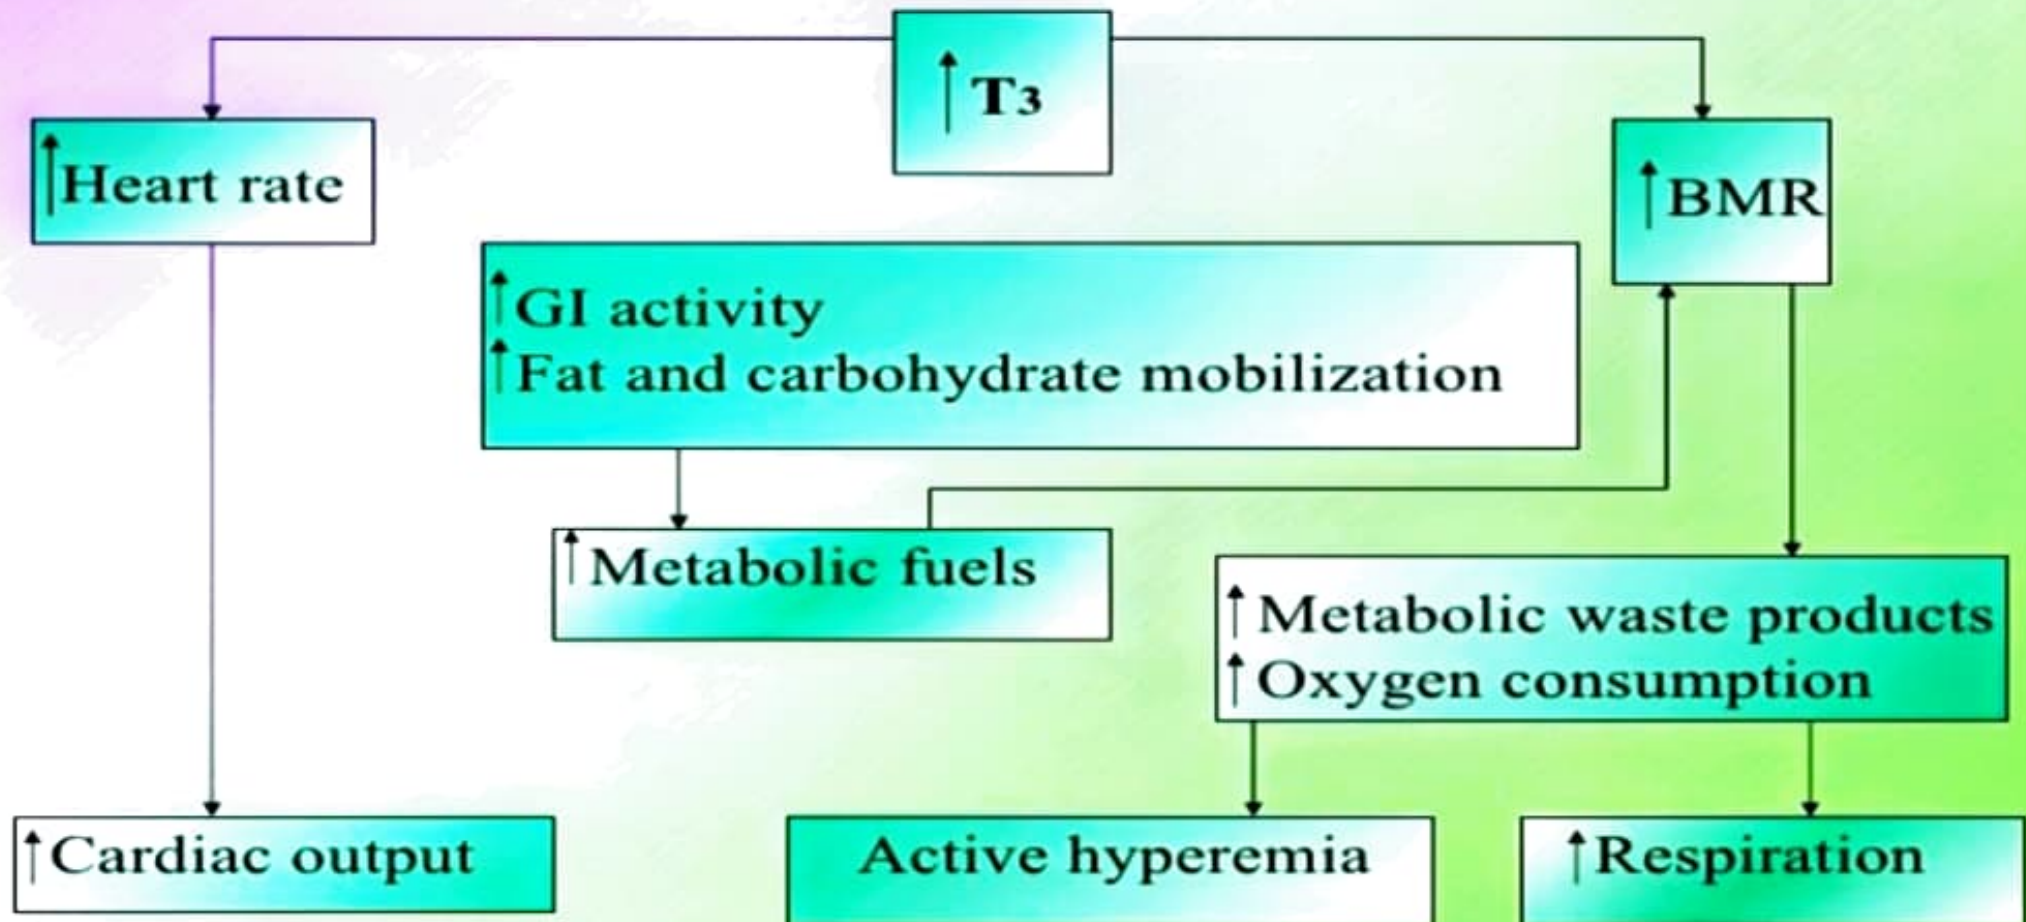 ↑ T3
↑Heart rate
↑BMR
↑GI activity
↑Fat and carbohydrate mobilization
↑Metabolic fuels
↑Metabolic waste products
↑Oxygen consumption
↑Cardiac output
Active hyperemia
↑Respiration